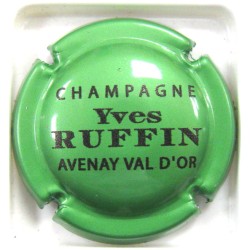 CHAMPAGNE
Yves
RUFFIN
AVENAY VAL D'OR